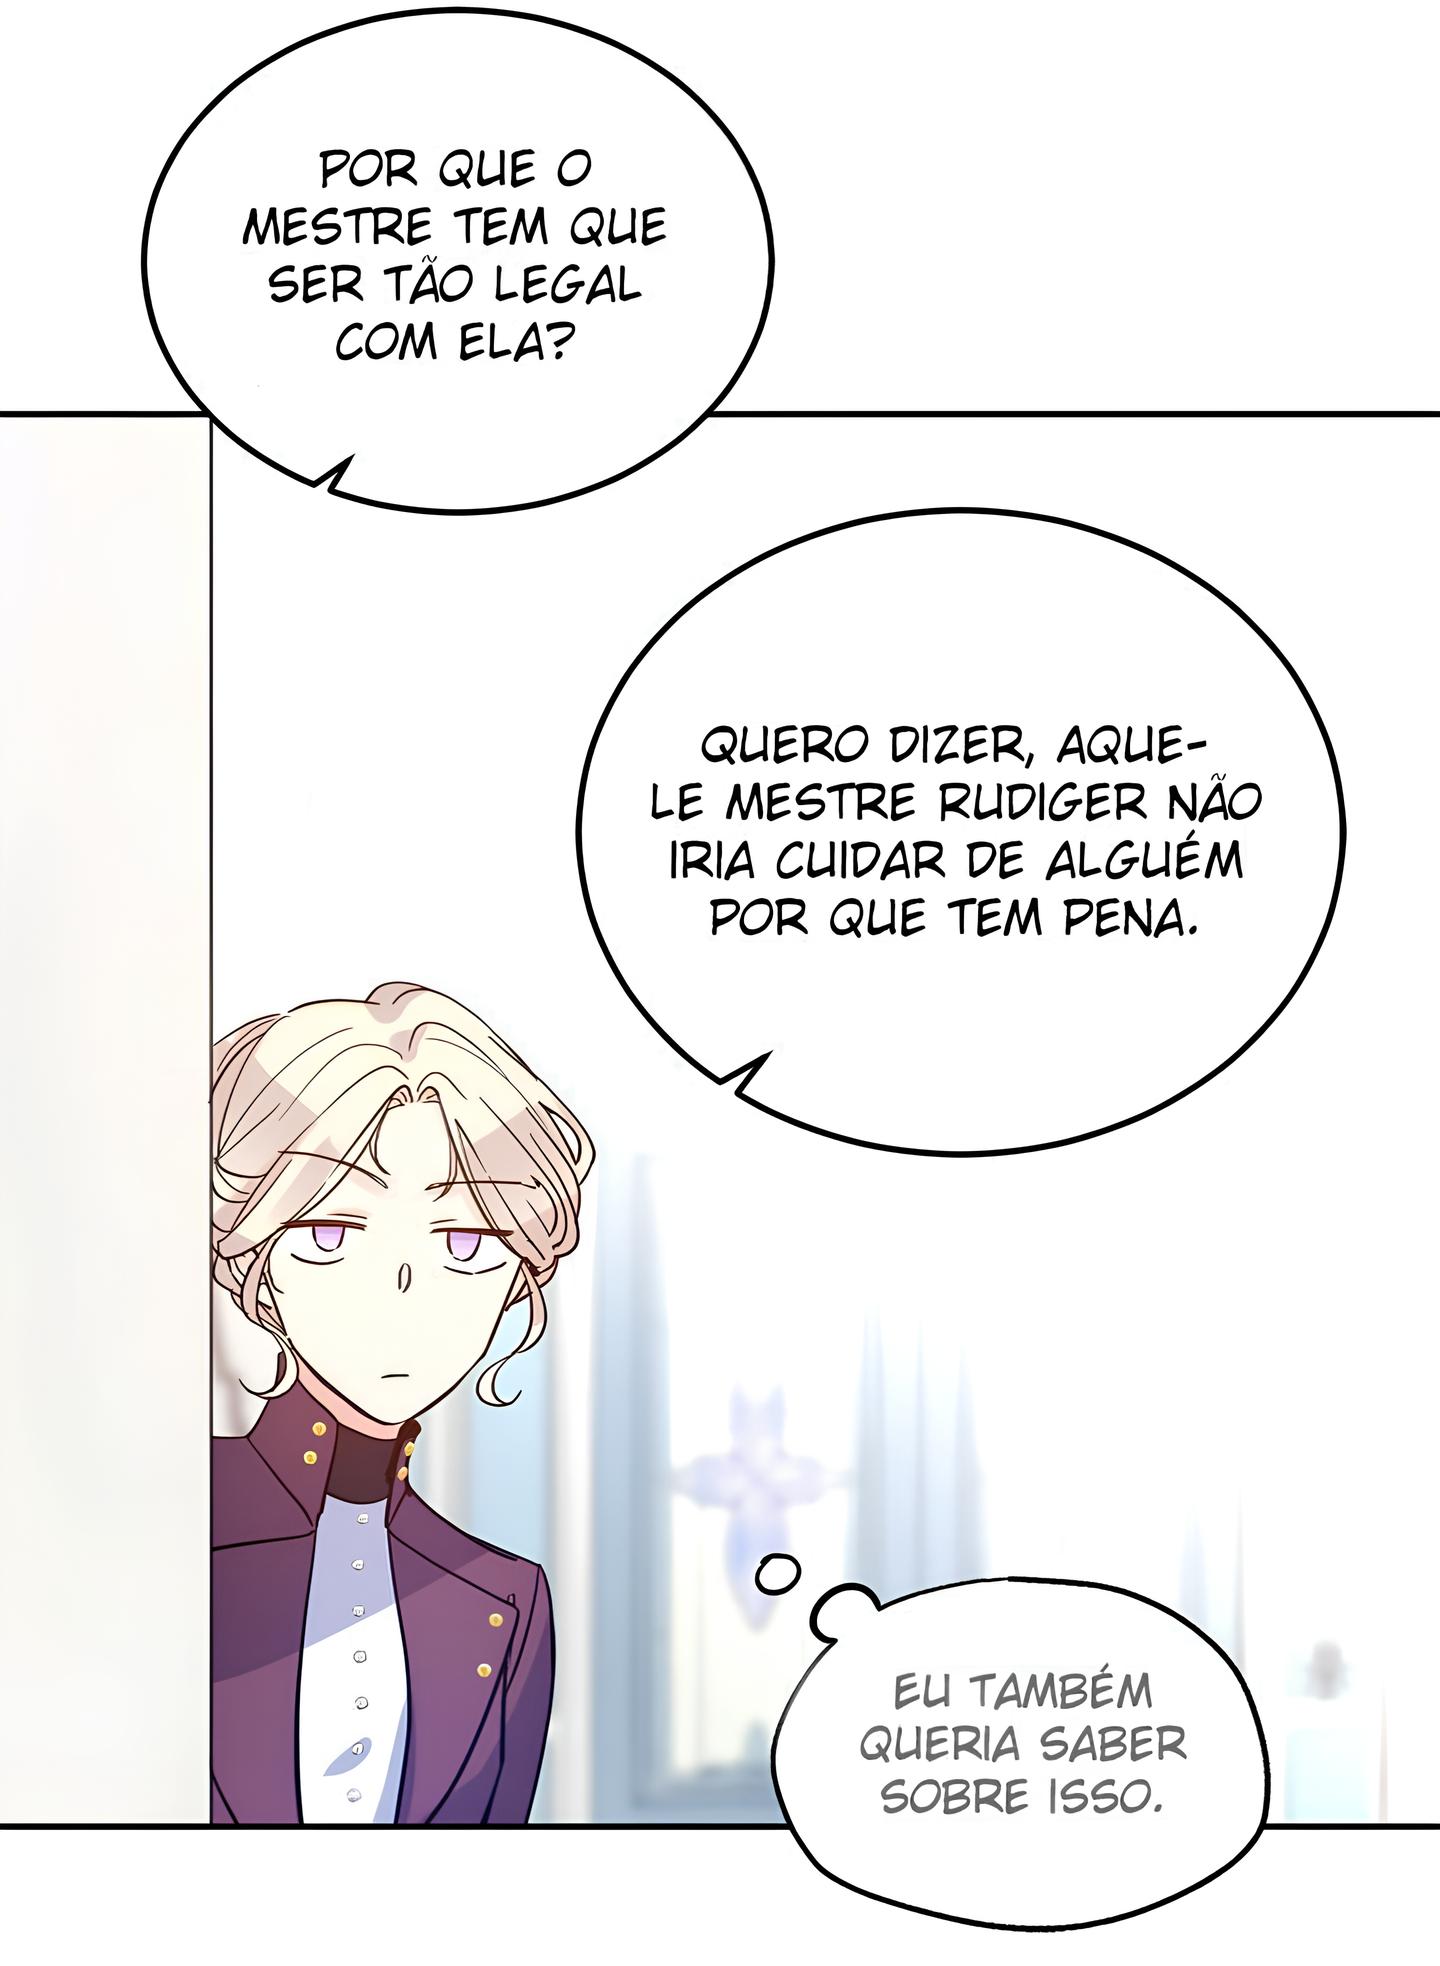 POR QUE O
MESTRE TEM QUE
SER TÃO LEGAL
COM ELA?
QUERO DIZER, AQUE-
LE MESTRE RUDIGER NÃO
IRIA CUIDAR DE ALGUÉM
POR QUE TEM PENA.
EU TAMBÉM
QUERIA SABER
SOBRE ISSO.